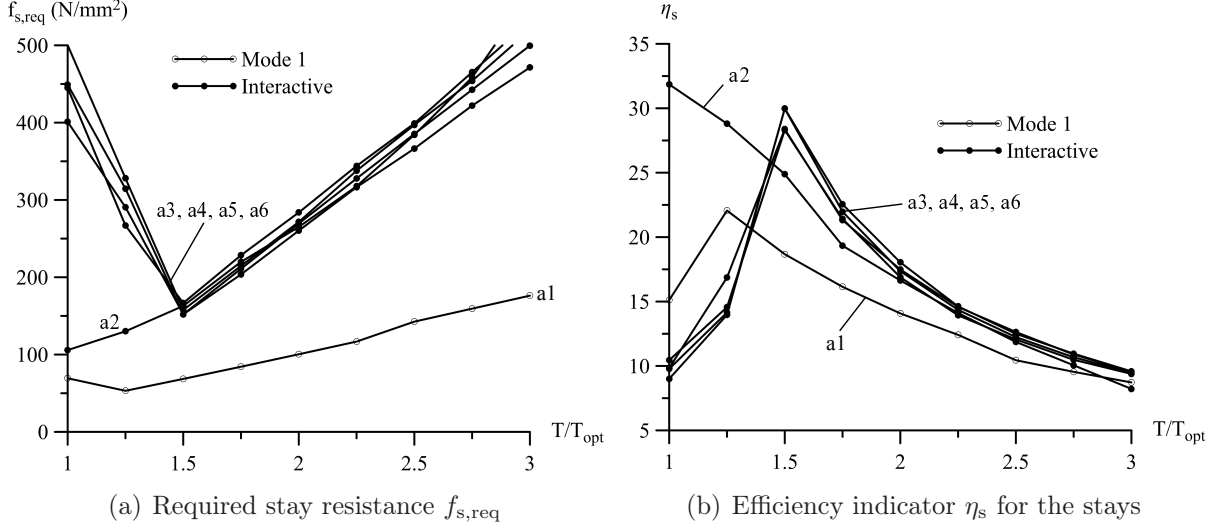 f_s,req (N/mm²)
500
400
300
200
100
0
1
1.5
2
2.5
3
T/T_opt
Mode 1
Interactive
a3, a4, a5, a6
a2
a1
(a) Required stay resistance f_s,req
η_s
35
30
25
20
15
10
5
1
1.5
2
2.5
3
T/T_opt
a2
Mode 1
Interactive
a3, a4, a5, a6
a1
(b) Efficiency indicator η_s for the stays